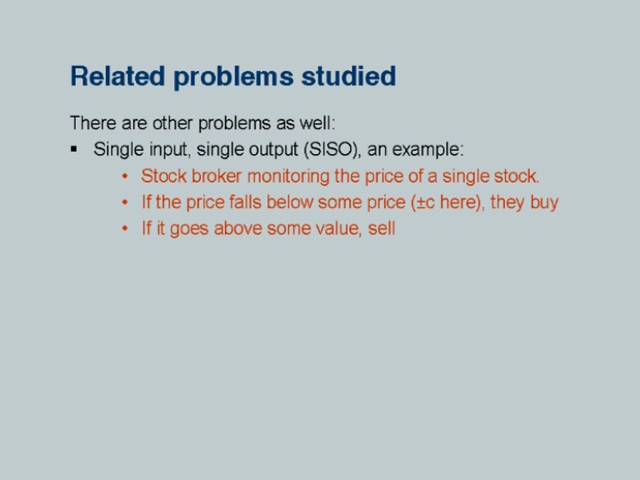 Related problems studied
There are other problems as well:
▪ Single input, single output (SISO), an example:
• Stock broker monitoring the price of a single stock.
• If the price falls below some price (±c here), they buy
• If it goes above some value, sell